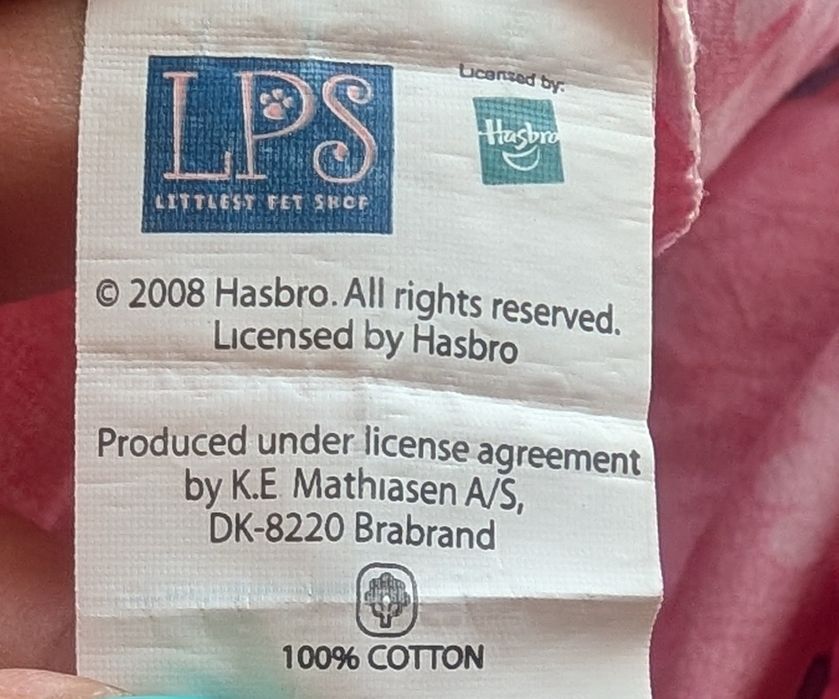 LPS
LITTLEST PET SHOP
Licensed by:
Hasbro
© 2008 Hasbro. All rights reserved.
Licensed by Hasbro
Produced under license agreement
by K.E Mathiasen A/S,
DK-8220 Brabrand
100% COTTON